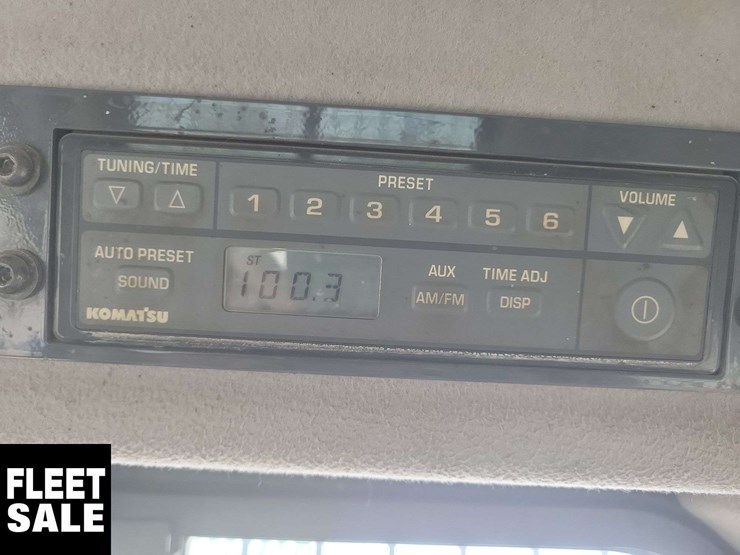 TUNING/TIME
PRESET
VOLUME
1 2 3 4 5 6
AUTO PRESET
SOUND
ST
100.3
AUX
TIME ADJ
AM/FM
DISP
KOMATSU
FLEET
SALE